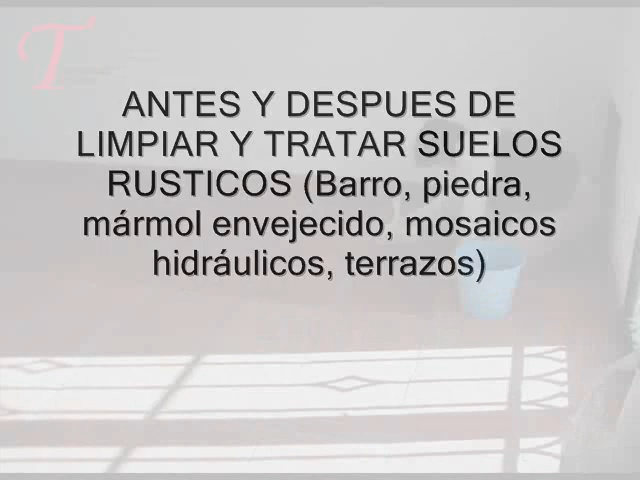 T
ANTES Y DESPUES DE
LIMPIAR Y TRATAR SUELOS
RUSTICOS (Barro, piedra,
mármol envejecido, mosaicos
hidráulicos, terrazos)